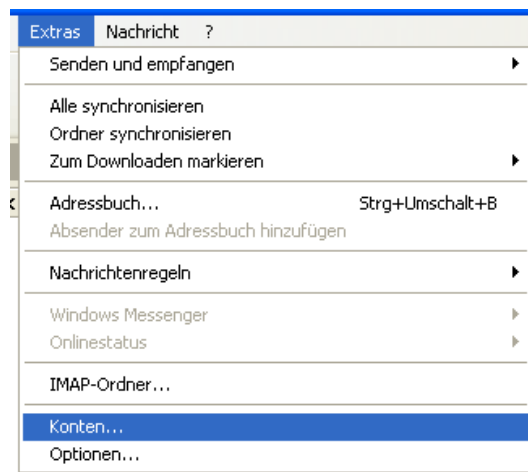 Extras Nachricht ?
Senden und empfangen
Alle synchronisieren
Ordner synchronisieren
Zum Downloaden markieren
Adressbuch... Strg+Umschalt+B
Absender zum Adressbuch hinzufügen
Nachrichtenregeln
Windows Messenger
Onlinestatus
IMAP-Ordner...
Konten...
Optionen...